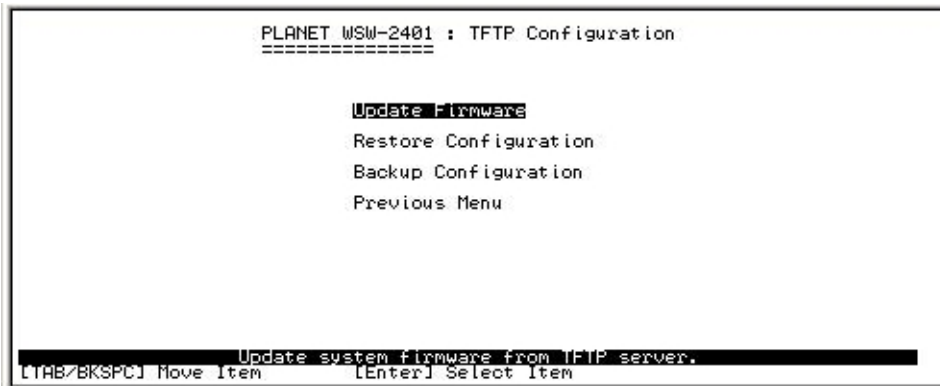 PLANET WSW-2401 : TFTP Configuration
===============
Update Firmware
Restore Configuration
Backup Configuration
Previous Menu
Update system firmware from TFTP server.
[TAB/BKSPC] Move Item [Enter] Select Item